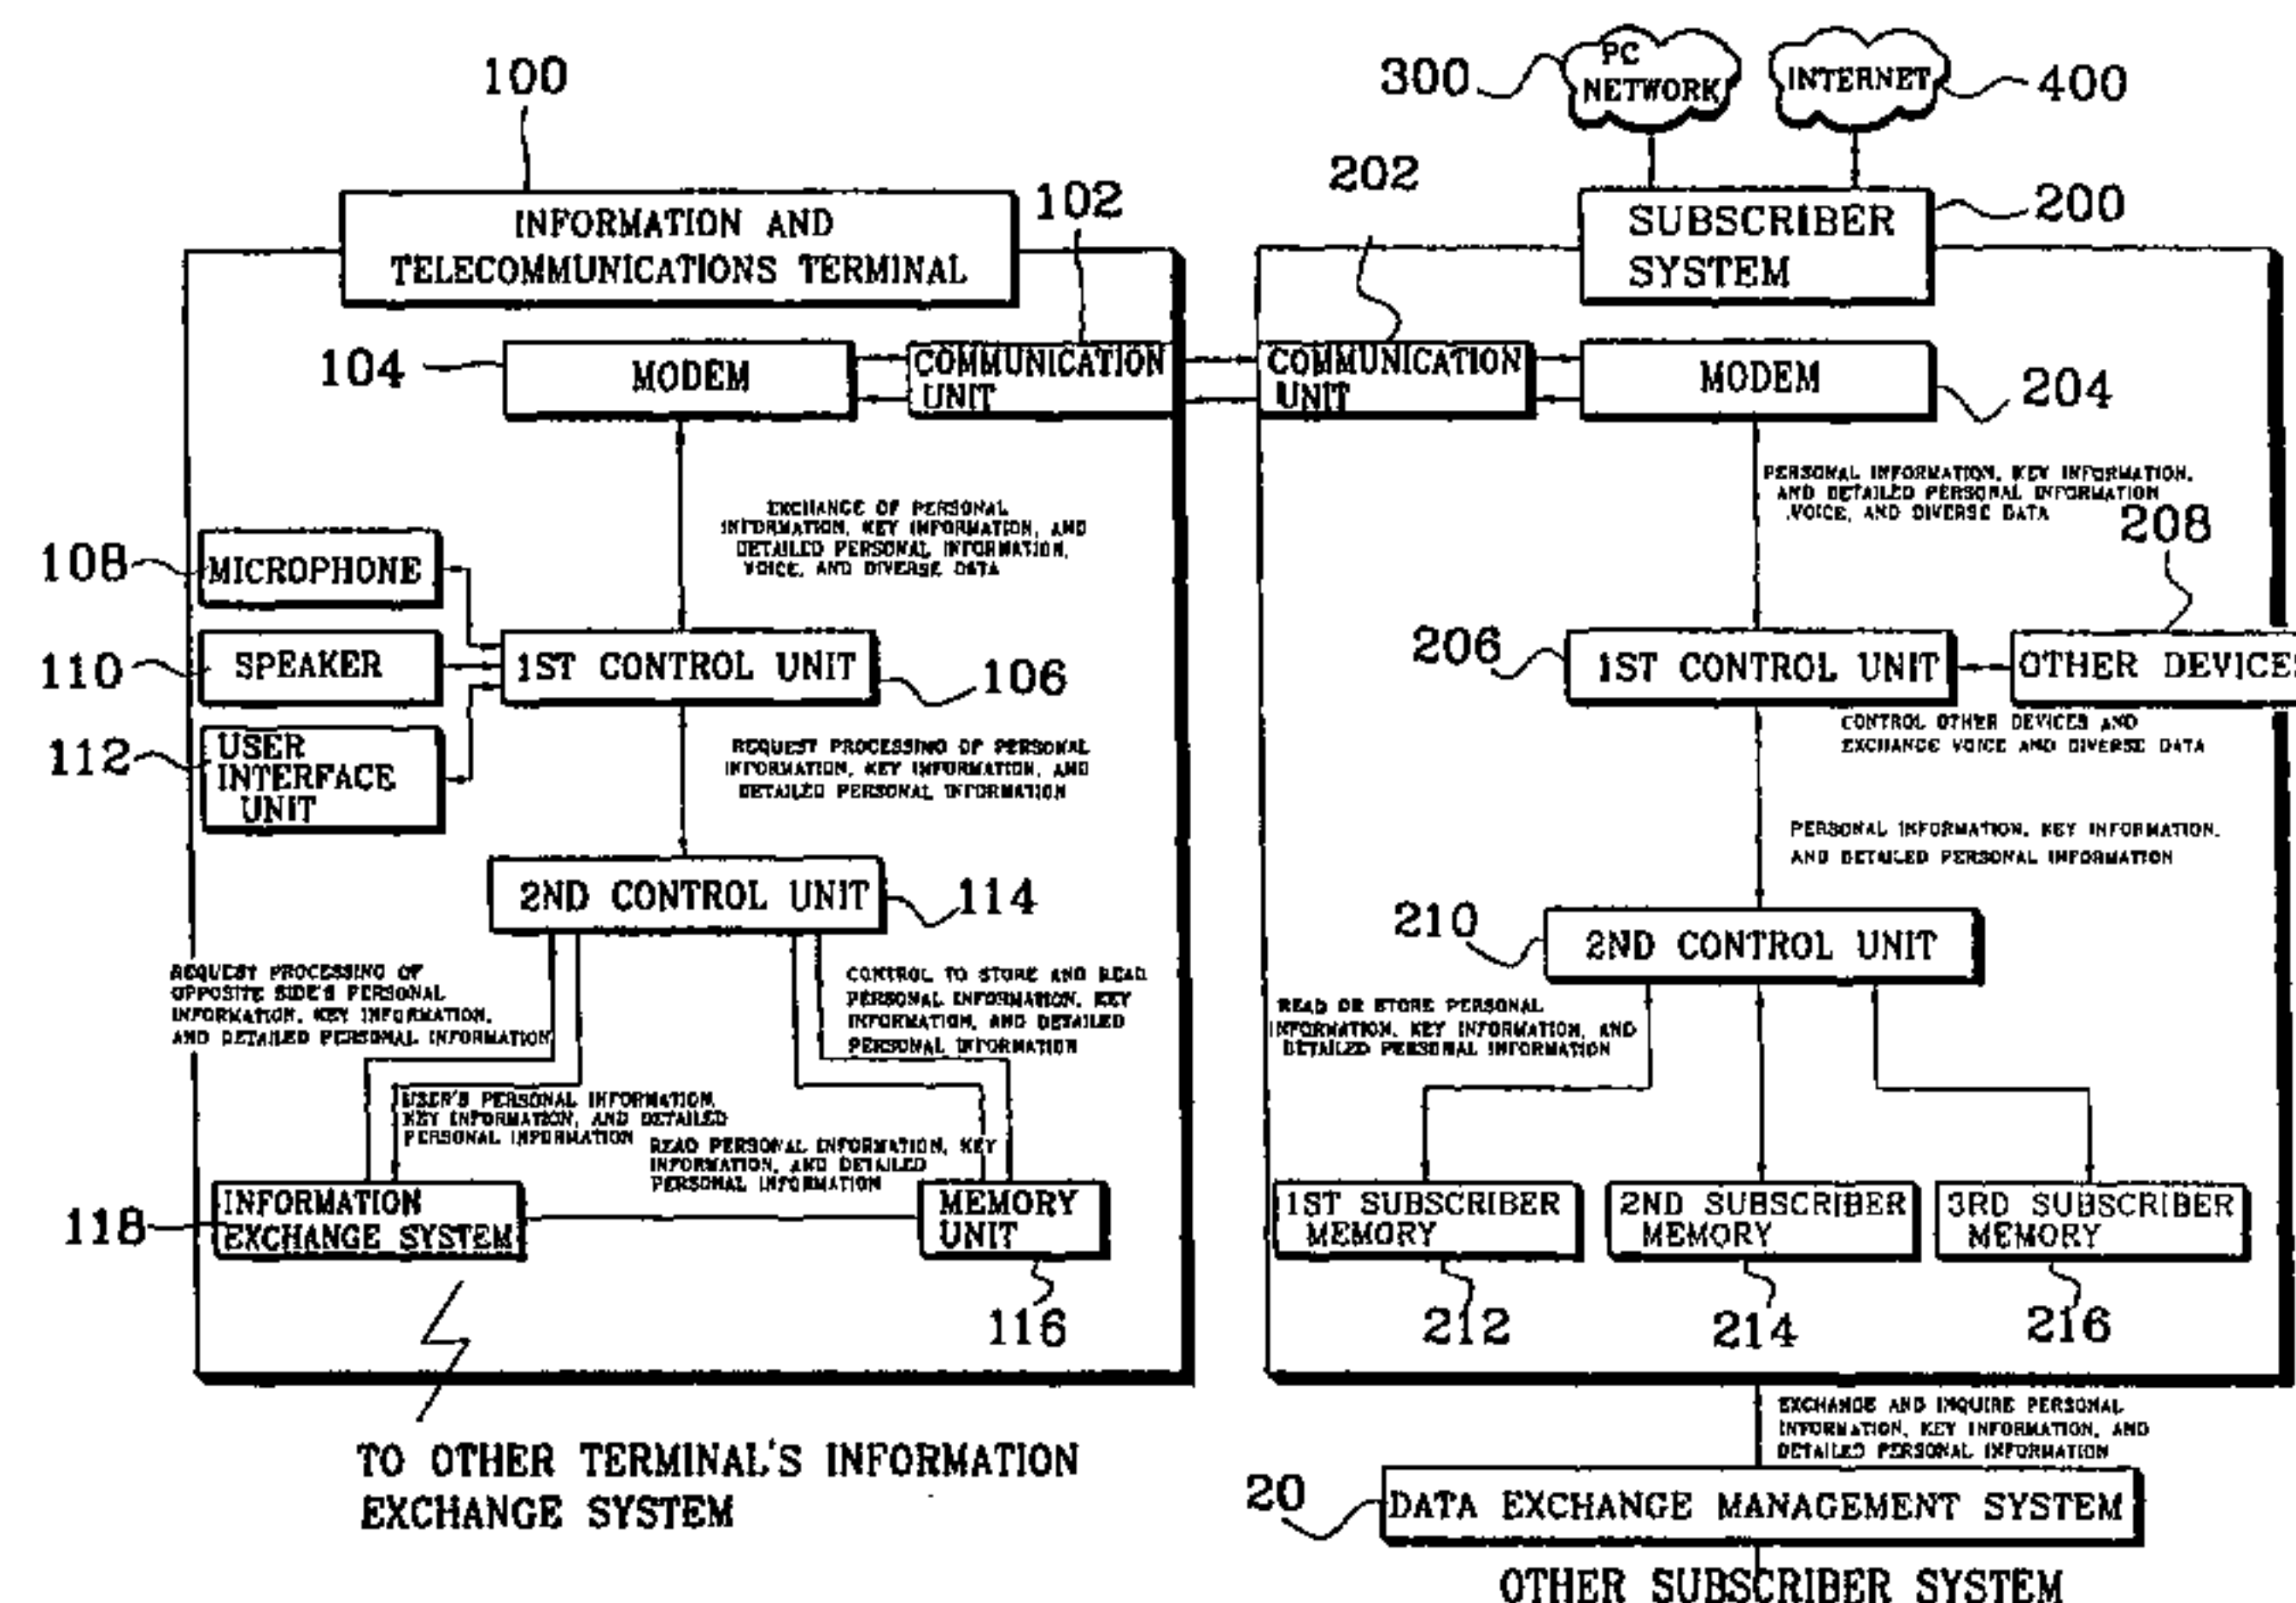 100
INFORMATION AND
TELECOMMUNICATIONS TERMINAL
102
104
MODEM
COMMUNICATION
UNIT
EXCHANGE OF PERSONAL
INFORMATION, KEY INFORMATION, AND
DETAILED PERSONAL INFORMATION,
VOICE, AND DIVERSE DATA
108
MICROPHONE
110
SPEAKER
1ST CONTROL UNIT
106
112
USER
INTERFACE
UNIT
REQUEST PROCESSING OF PERSONAL
INFORMATION, KEY INFORMATION, AND
DETAILED PERSONAL INFORMATION
2ND CONTROL UNIT
114
REQUEST PROCESSING OF
OPPOSITE SIDE'S PERSONAL
INFORMATION, KEY INFORMATION,
AND DETAILED PERSONAL INFORMATION
CONTROL TO STORE AND READ
PERSONAL INFORMATION, KEY
INFORMATION, AND DETAILED
PERSONAL INFORMATION
USER'S PERSONAL INFORMATION,
KEY INFORMATION, AND DETAILED
PERSONAL INFORMATION
READ PERSONAL INFORMATION, KEY
INFORMATION, AND DETAILED
PERSONAL INFORMATION
118
INFORMATION
EXCHANGE SYSTEM
MEMORY
UNIT
116
TO OTHER TERMINAL'S INFORMATION
EXCHANGE SYSTEM
300
PC
NETWORK
INTERNET
400
202
SUBSCRIBER
SYSTEM
200
COMMUNICATION
UNIT
MODEM
204
PERSONAL INFORMATION, KEY INFORMATION,
AND DETAILED PERSONAL INFORMATION
,VOICE, AND DIVERSE DATA
208
206
1ST CONTROL UNIT
OTHER DEVICES
CONTROL OTHER DEVICES AND
EXCHANGE VOICE AND DIVERSE DATA
PERSONAL INFORMATION, KEY INFORMATION,
AND DETAILED PERSONAL INFORMATION
210
2ND CONTROL UNIT
READ OR STORE PERSONAL
INFORMATION, KEY INFORMATION, AND
DETAILED PERSONAL INFORMATION
1ST SUBSCRIBER
MEMORY
2ND SUBSCRIBER
MEMORY
3RD SUBSCRIBER
MEMORY
212
214
216
EXCHANGE AND INQUIRE PERSONAL
INFORMATION, KEY INFORMATION, AND
DETAILED PERSONAL INFORMATION
20
DATA EXCHANGE MANAGEMENT SYSTEM
OTHER SUBSCRIBER SYSTEM